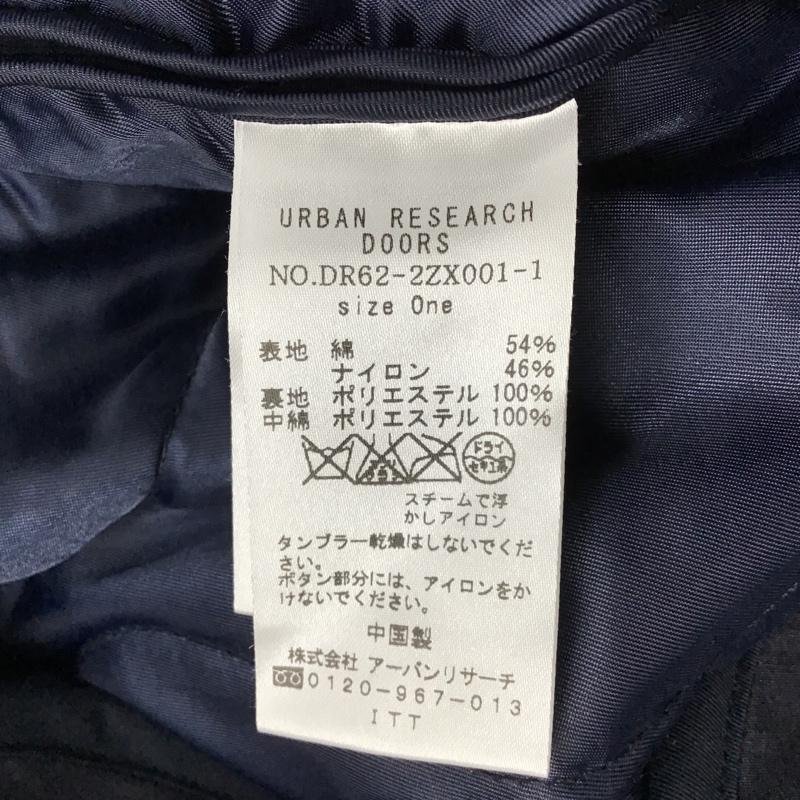 URBAN RESEARCH
DOORS
NO.DR62-2ZX001-1
size One
表地 綿 54%
ナイロン 46%
裏地 ポリエステル 100%
中綿 ポリエステル 100%
ドライ
セキユ系
スチームで浮
かしアイロン
タンブラー乾燥はしないでくだ
さい。
ボタン部分には、アイロンをか
けないでください。
中国製
株式会社 アーバンリサーチ
0120-967-013
ITT